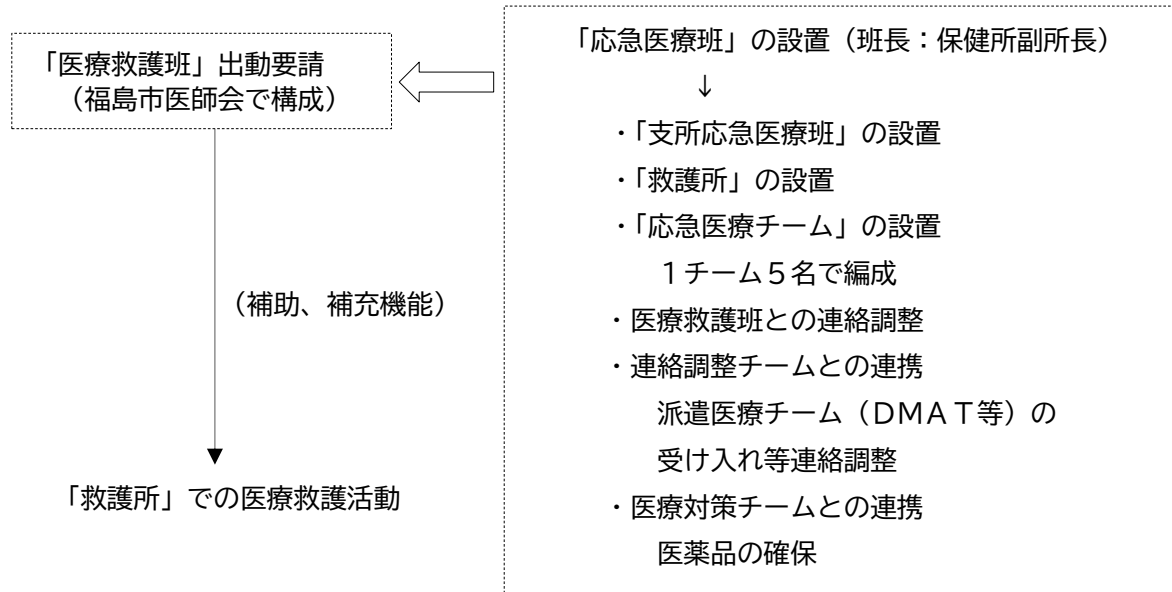 「医療救護班」出動要請
（福島市医師会で構成）
（補助、補充機能）
「救護所」での医療救護活動
「応急医療班」の設置（班長：保健所副所長）
↓
・「支所応急医療班」の設置
・「救護所」の設置
・「応急医療チーム」の設置
１チーム５名で編成
・医療救護班との連絡調整
・連絡調整チームとの連携
派遣医療チーム（ＤＭＡＴ等）の
受け入れ等連絡調整
・医療対策チームとの連携
医薬品の確保